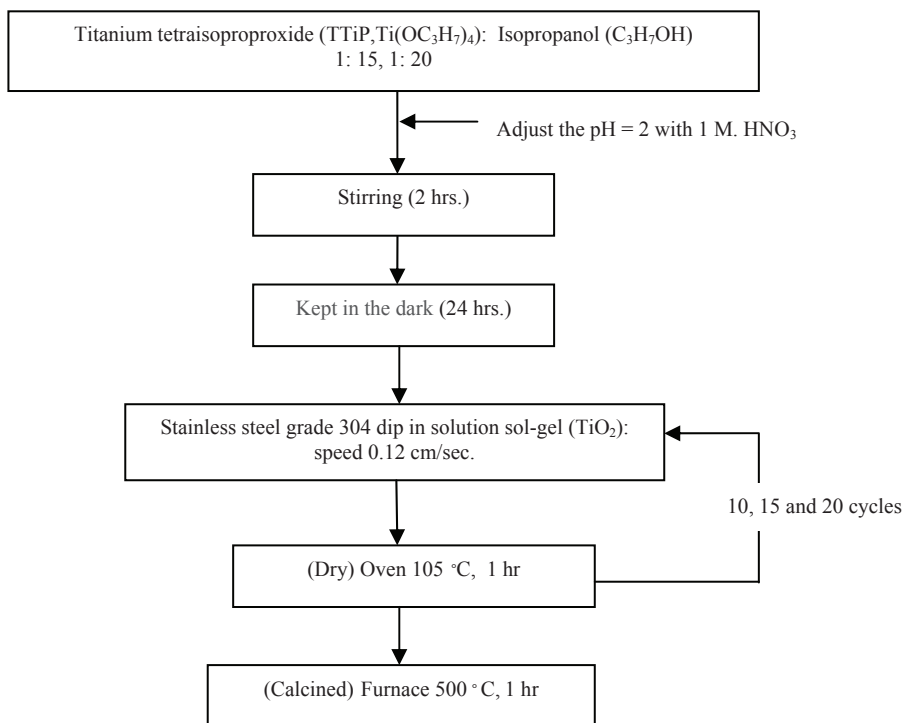 Titanium tetraisoproproxide (TTiP,Ti(OC₃H₇)₄): Isopropanol (C₃H₇OH)
1: 15, 1: 20
Adjust the pH = 2 with 1 M. HNO₃
Stirring (2 hrs.)
Kept in the dark (24 hrs.)
Stainless steel grade 304 dip in solution sol-gel (TiO₂):
speed 0.12 cm/sec.
10, 15 and 20 cycles
(Dry) Oven 105 °C, 1 hr
(Calcined) Furnace 500 °C, 1 hr